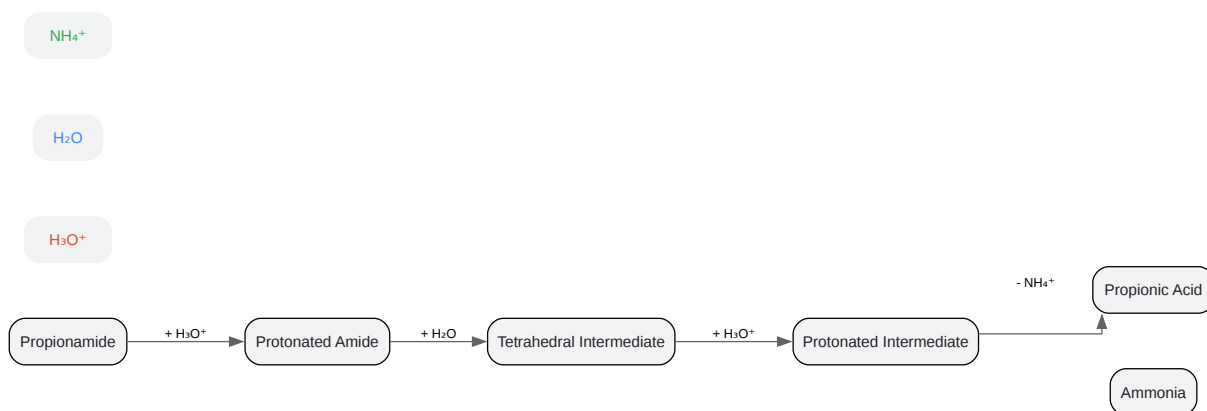 NH₄⁺
H₂O
H₃O⁺
- NH₄⁺
Propionic Acid
Propionamide
+ H₃O⁺
Protonated Amide
+ H₂O
Tetrahedral Intermediate
+ H₃O⁺
Protonated Intermediate
Ammonia